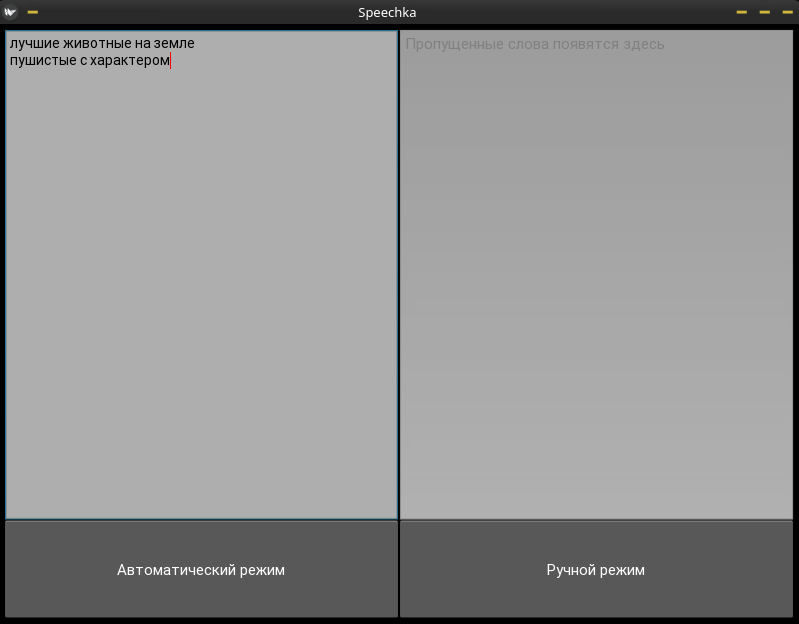 Speechka
лучшие животные на земле
пушистые с характером
Пропущенные слова появятся здесь
Автоматический режим
Ручной режим